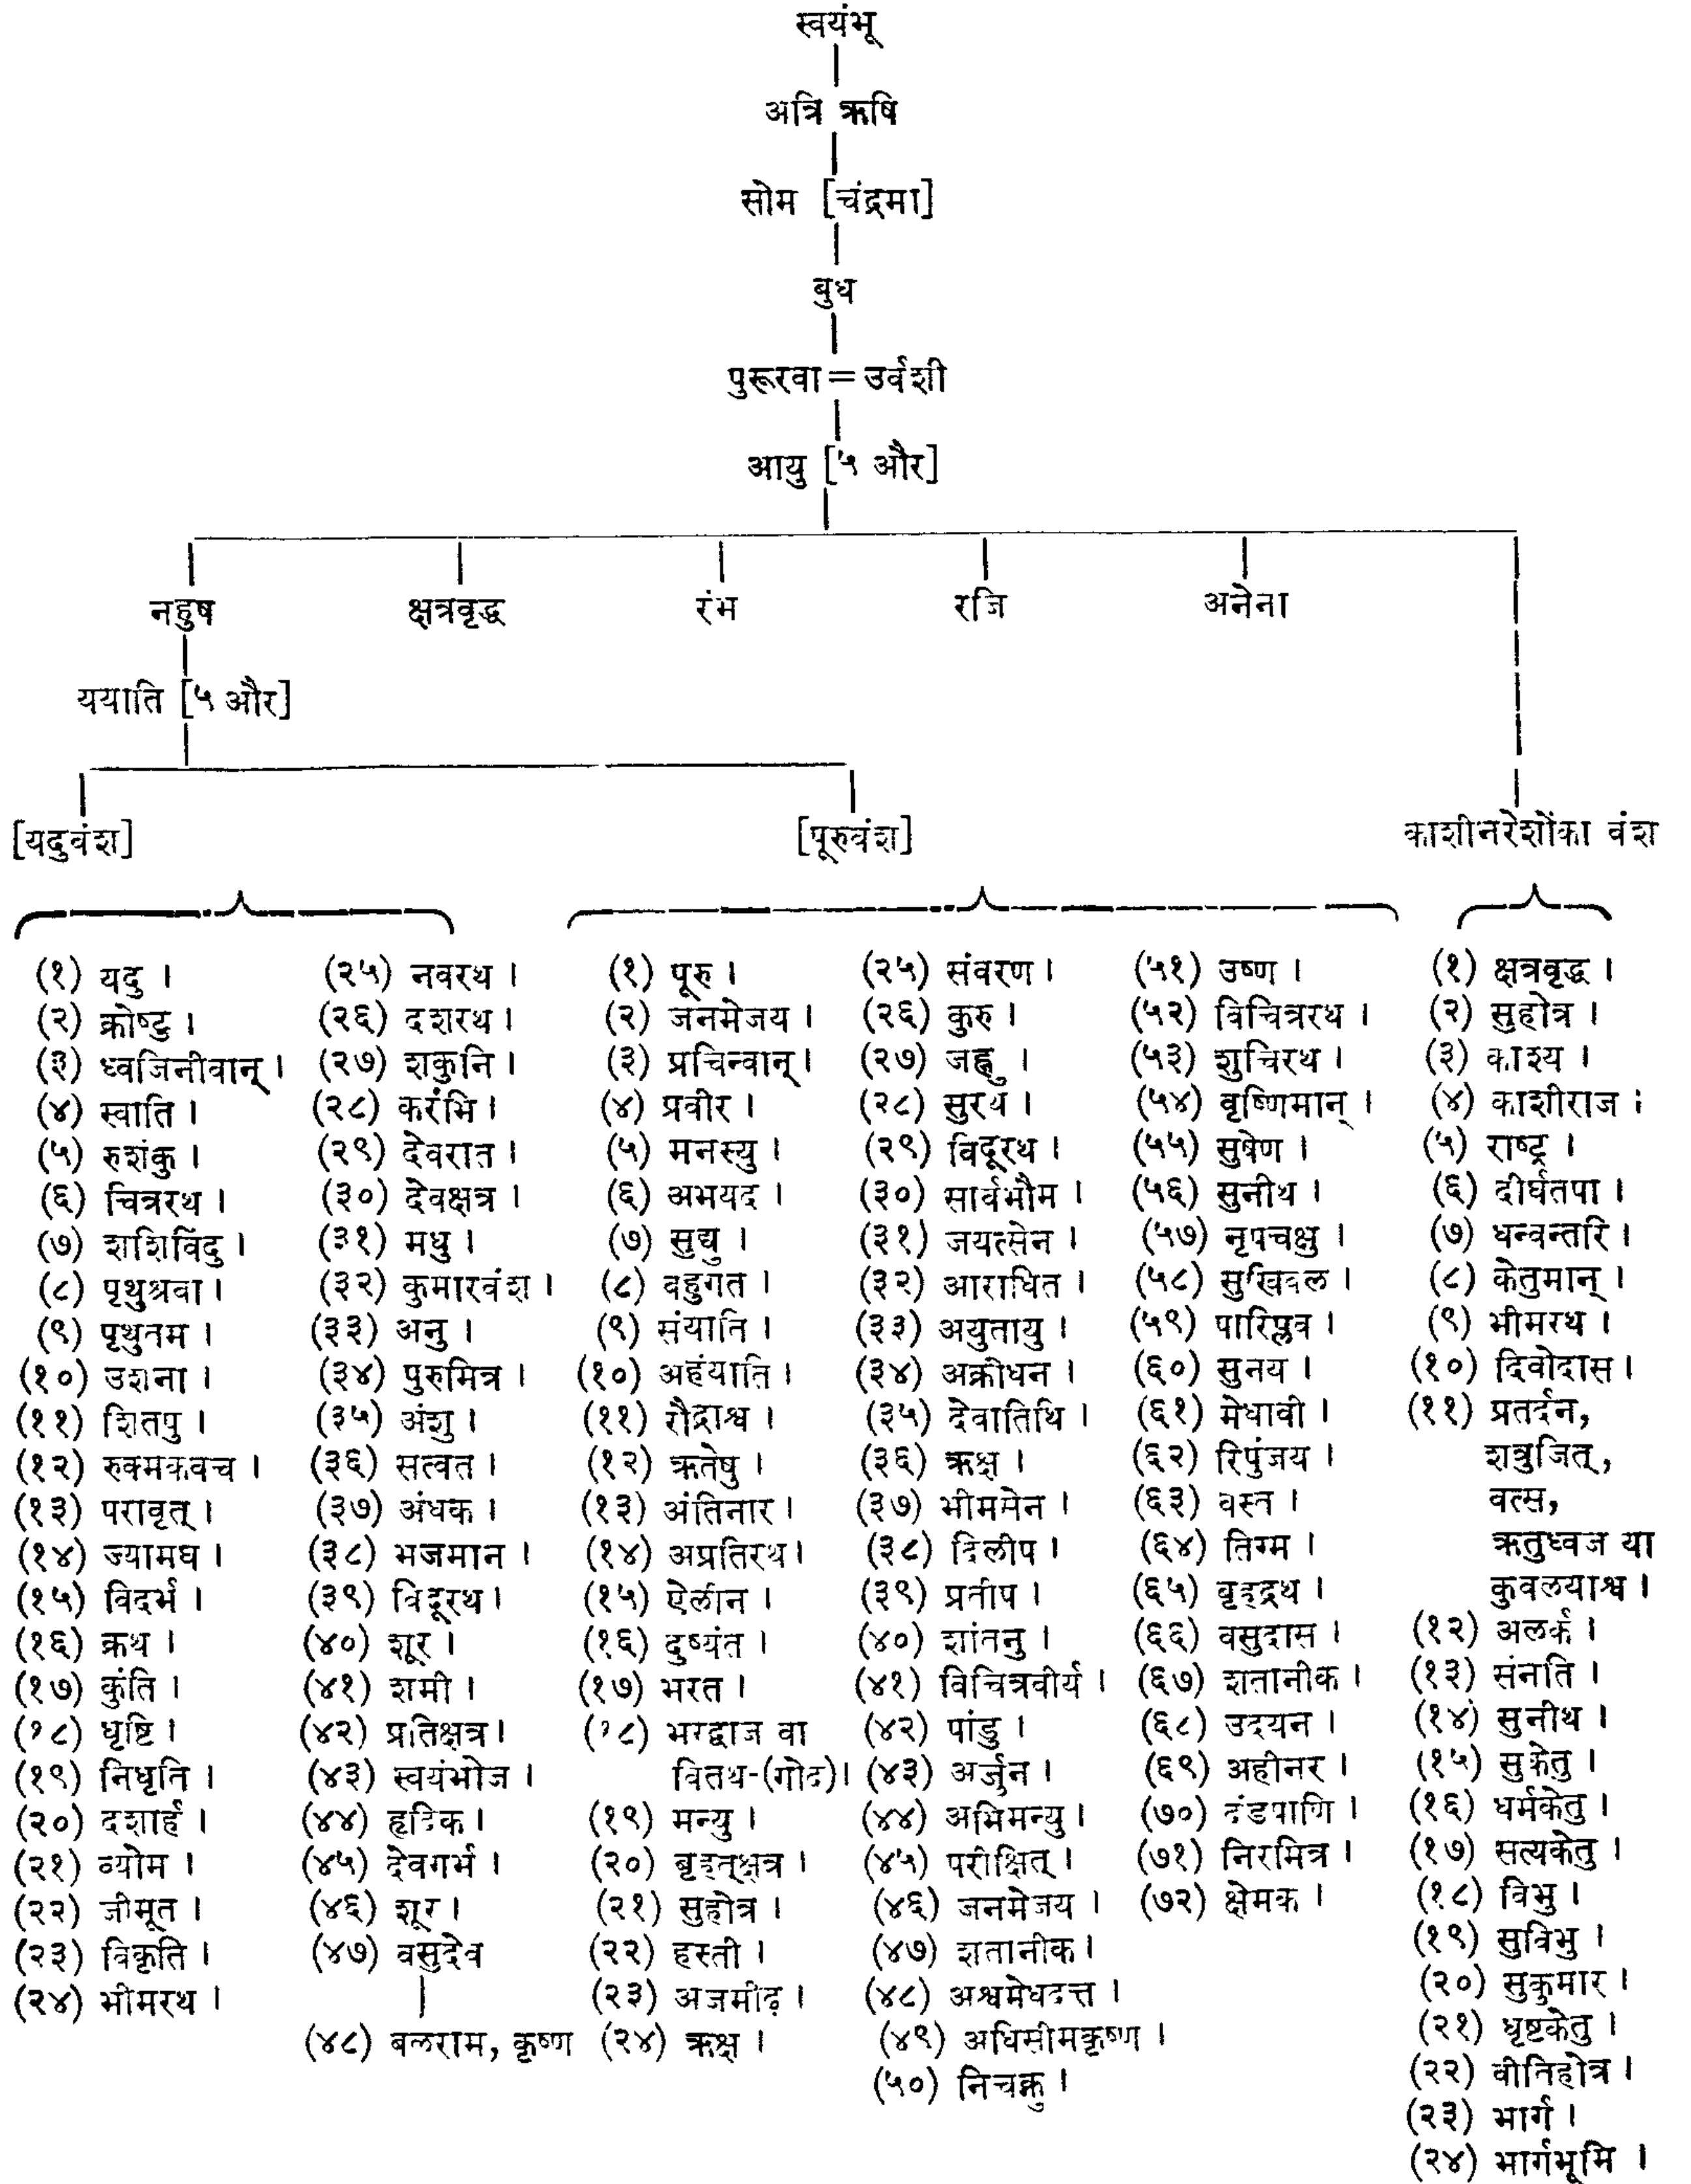 स्वयंभू
अत्रि ऋषि
सोम [चंद्रमा]
बुध
पुरूरवा = उर्वशी
आयु [५ और]
नहुष क्षत्रवृद्ध रंभ रजि अनेना
ययाति [५ और]
[यदुवंश] [पूरुवंश] काशीनरेशोंका वंश
(१) यदु ।
(२) क्रोष्टु ।
(३) ध्वजिनीवान् ।
(४) स्वाति ।
(५) रुशंकु ।
(६) चित्ररथ ।
(७) शशिविंदु ।
(८) पृथुश्रवा ।
(९) पृथुतम ।
(१०) उशना ।
(११) शितपु ।
(१२) रुक्मकवच ।
(१३) परावृत् ।
(१४) ज्यामघ ।
(१५) विदर्भ ।
(१६) क्रथ ।
(१७) कुंति ।
(१८) धृष्टि ।
(१९) निधृति ।
(२०) दशार्ह ।
(२१) व्योम ।
(२२) जीमूत ।
(२३) विकृति ।
(२४) भीमरथ ।
(२५) नवरथ ।
(२६) दशरथ ।
(२७) शकुनि ।
(२८) करंभि ।
(२९) देवरात ।
(३०) देवक्षत्र ।
(३१) मधु ।
(३२) कुमारवंश ।
(३३) अनु ।
(३४) पुरुमित्र ।
(३५) अंशु ।
(३६) सत्वत ।
(३७) अंधक ।
(३८) भजमान ।
(३९) विदूरथ ।
(४०) शूर ।
(४१) शमी ।
(४२) प्रतिक्षत्र ।
(४३) स्वयंभोज ।
(४४) हृदिक ।
(४५) देवगर्भ ।
(४६) शूर ।
(४७) वसुदेव
(४८) बलराम, कृष्ण
(१) पूरु ।
(२) जनमेजय ।
(३) प्रचिन्वान् ।
(४) प्रवीर ।
(५) मनस्यु ।
(६) अभयद ।
(७) सुद्यु ।
(८) बहुगत ।
(९) संयाति ।
(१०) अहंयाति ।
(११) रौद्राश्व ।
(१२) ऋतेषु ।
(१३) अंतिनार ।
(१४) अप्रतिरथ ।
(१५) ऐलीन ।
(१६) दुष्यंत ।
(१७) भरत ।
(१८) भरद्वाज वा
वितथ-(गोद) ।
(१९) मन्यु ।
(२०) बृहत्क्षत्र ।
(२१) सुहोत्र ।
(२२) हस्ती ।
(२३) अजमीढ़ ।
(२४) ऋक्ष ।
(२५) संवरण ।
(२६) कुरु ।
(२७) जह्नु ।
(२८) सुरथ ।
(२९) विदूरथ ।
(३०) सार्वभौम ।
(३१) जयत्सेन ।
(३२) आराधित ।
(३३) अयुतायु ।
(३४) अक्रोधन ।
(३५) देवातिथि ।
(३६) ऋक्ष ।
(३७) भीमसेन ।
(३८) दिलीप ।
(३९) प्रतीप ।
(४०) शांतनु ।
(४१) विचित्रवीर्य ।
(४२) पांडु ।
(४३) अर्जुन ।
(४४) अभिमन्यु ।
(४५) परीक्षित् ।
(४६) जनमेजय ।
(४७) शतानीक ।
(४८) अश्वमेधदत्त ।
(४९) अधिसीमकृष्ण ।
(५०) निचक्नु ।
(५१) उष्ण ।
(५२) विचित्ररथ ।
(५३) शुचिरथ ।
(५४) वृष्णिमान् ।
(५५) सुषेण ।
(५६) सुनीथ ।
(५७) नृपचक्षु ।
(५८) सुखिबल ।
(५९) पारिप्लव ।
(६०) सुनय ।
(६१) मेधावी ।
(६२) रिपुंजय ।
(६३) वस्त ।
(६४) तिग्म ।
(६५) बृहद्रथ ।
(६६) वसुदास ।
(६७) शतानीक ।
(६८) उदयन ।
(६९) अहीनर ।
(७०) दंडपाणि ।
(७१) निरमित्र ।
(७२) क्षेमक ।
(१) क्षत्रवृद्ध ।
(२) सुहोत्र ।
(३) काश्य ।
(४) काशीराज ।
(५) राष्ट्र ।
(६) दीर्घतपा ।
(७) धन्वन्तरि ।
(८) केतुमान् ।
(९) भीमरथ ।
(१०) दिवोदास ।
(११) प्रतर्दन,
शत्रुजित्,
वत्स,
ऋतुध्वज या
कुवलयाश्व ।
(१२) अलर्क ।
(१३) संनति ।
(१४) सुनीथ ।
(१५) सुकेतु ।
(१६) धर्मकेतु ।
(१७) सत्यकेतु ।
(१८) विभु ।
(१९) सुविभु ।
(२०) सुकुमार ।
(२१) धृष्टकेतु ।
(२२) वीतिहोत्र ।
(२३) भार्ग ।
(२४) भार्गभूमि ।